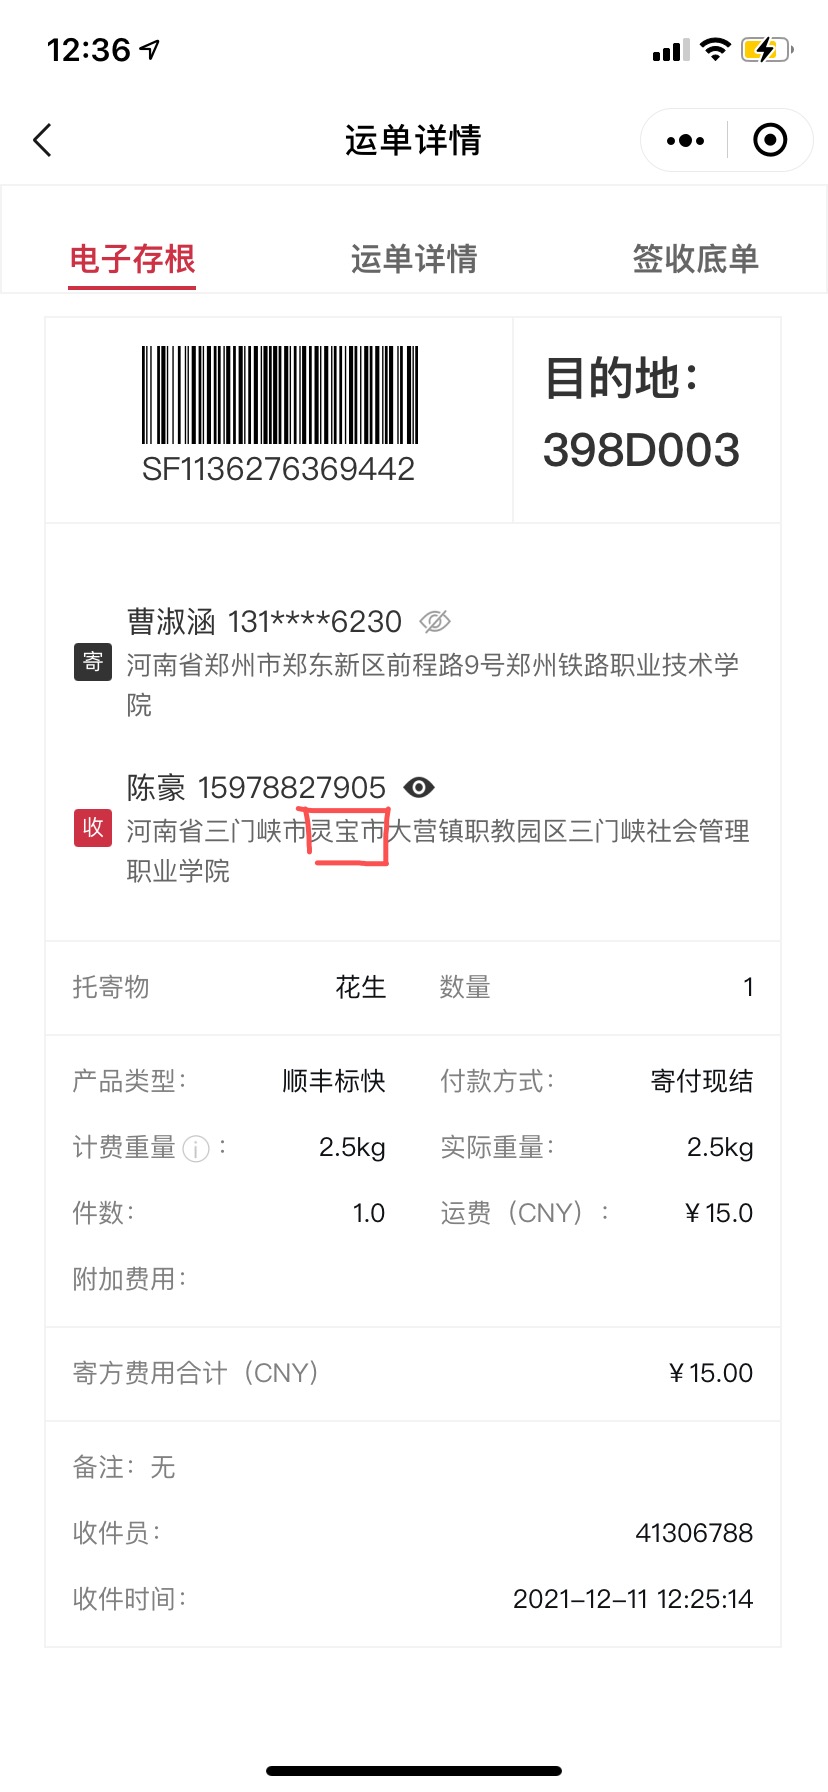 12:36
运单详情
电子存根 运单详情 签收底单
SF1136276369442
目的地：
398D003
曹淑涵 131****6230
寄
河南省郑州市郑东新区前程路9号郑州铁路职业技术学
院
陈豪 15978827905
收
河南省三门峡市灵宝市大营镇职教园区三门峡社会管理
职业学院
托寄物 花生 数量 1
产品类型： 顺丰标快 付款方式： 寄付现结
计费重量 i ： 2.5kg 实际重量： 2.5kg
件数： 1.0 运费（CNY）： ¥15.0
附加费用：
寄方费用合计（CNY） ¥15.00
备注：无
收件员： 41306788
收件时间： 2021-12-11 12:25:14